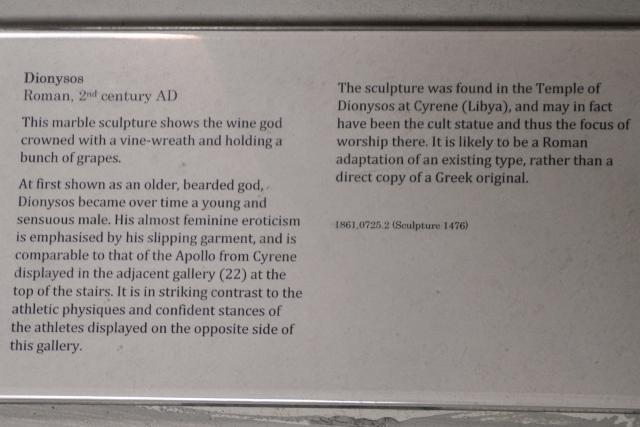 Dionysos
Roman, 2nd century AD
This marble sculpture shows the wine god
crowned with a vine-wreath and holding a
bunch of grapes.
At first shown as an older, bearded god,
Dionysos became over time a young and
sensuous male. His almost feminine eroticism
is emphasised by his slipping garment, and is
comparable to that of the Apollo from Cyrene
displayed in the adjacent gallery (22) at the
top of the stairs. It is in striking contrast to the
athletic physiques and confident stances of
the athletes displayed on the opposite side of
this gallery.
The sculpture was found in the Temple of
Dionysos at Cyrene (Libya), and may in fact
have been the cult statue and thus the focus of
worship there. It is likely to be a Roman
adaptation of an existing type, rather than a
direct copy of a Greek original.
1861,0725.2 (Sculpture 1476)